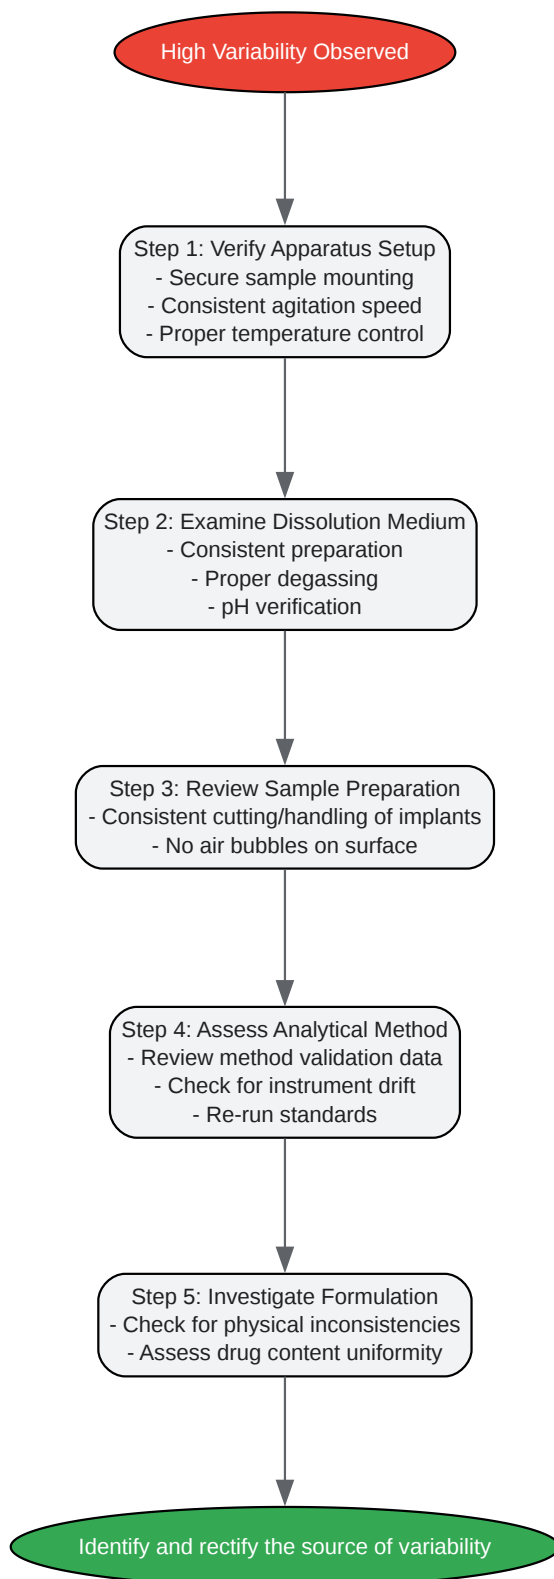 High Variability Observed
Step 1: Verify Apparatus Setup
- Secure sample mounting
- Consistent agitation speed
- Proper temperature control
Step 2: Examine Dissolution Medium
- Consistent preparation
- Proper degassing
- pH verification
Step 3: Review Sample Preparation
- Consistent cutting/handling of implants
- No air bubbles on surface
Step 4: Assess Analytical Method
- Review method validation data
- Check for instrument drift
- Re-run standards
Step 5: Investigate Formulation
- Check for physical inconsistencies
- Assess drug content uniformity
Identify and rectify the source of variability